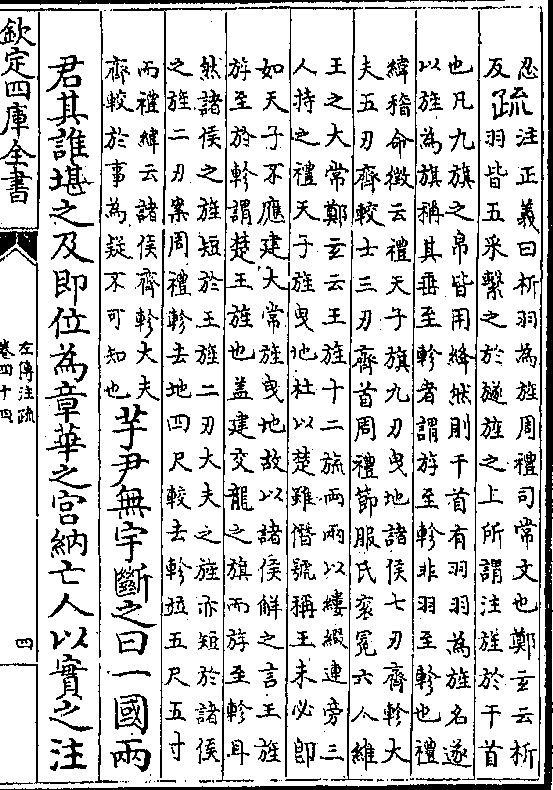 忍反疏注正義曰析羽為旌周禮司常文也鄭玄云析
羽皆五采繫之於旞旌之上所謂注旌於干首
也凡九旗之帛皆用絳然則干首有羽羽為旌名遂
以旌為旗稱其垂至軫者謂斿至軫非羽至軫也禮
緯稽命徵云禮天子旗九刃曳地諸侯七刃齊軫大
夫五刃齊較士三刃齊首周禮節服氏衮冕六人維
王之大常鄭玄云王旌十二旒兩兩以縷綴連旁三
人持之禮天子旌曳地杜以楚雖僭號稱王未必即
如天子不應建大常旌曳地故以諸侯解之言王旌
斿至於軫謂楚王旌也蓋建交龍之旗而斿至軫耳
然諸侯之旌短於王旌二刃大夫之旌亦短於諸侯
之旌二刃案周禮軫去地四尺較去軫並五尺五寸
而禮緯云諸侯齊軫大夫
齊較於事為疑不可知也
芋尹無宇斷之曰一國兩
君其誰堪之及即位為章華之宫納亡人以實之注
欽定四庫全書
左傳注疏
卷四十四
四